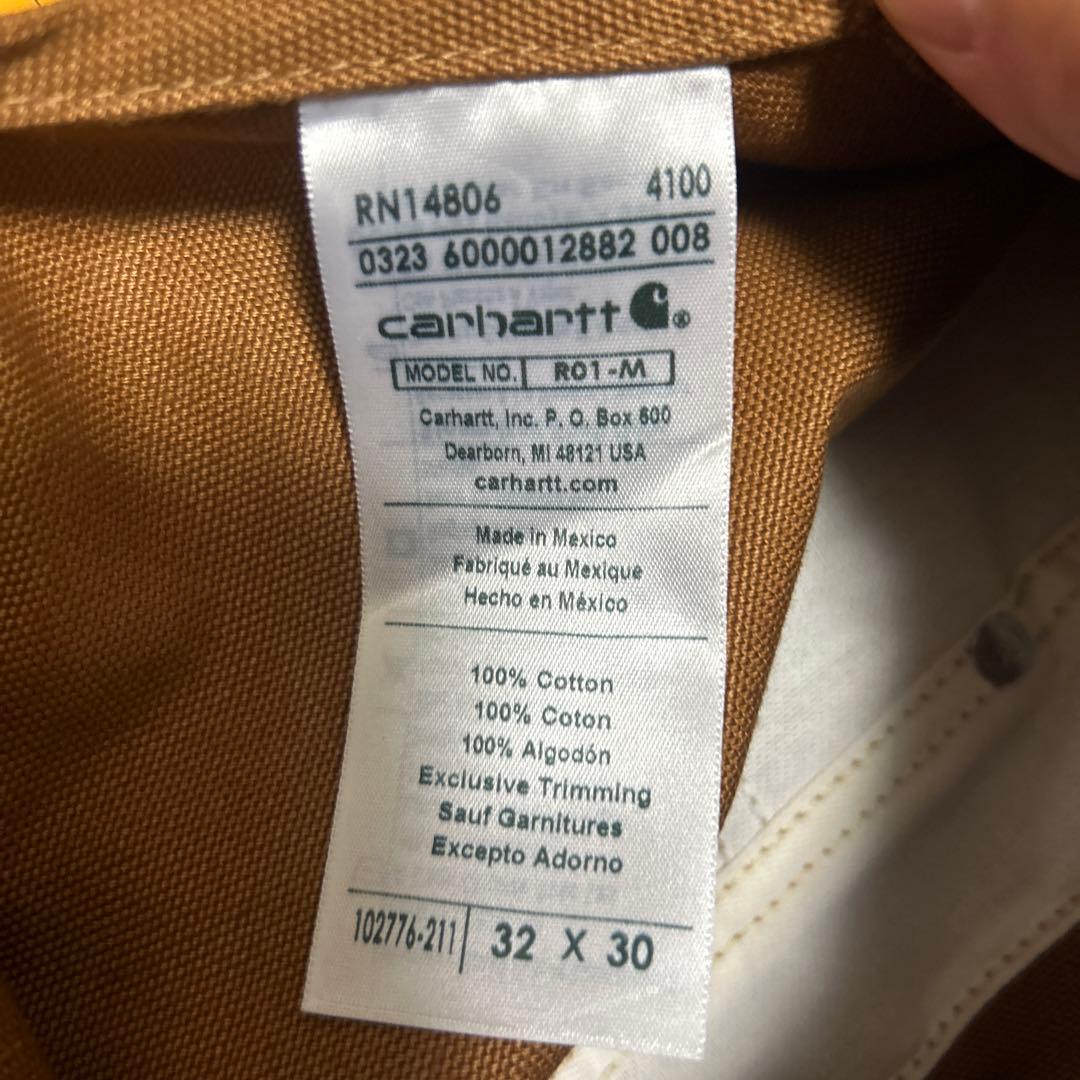 RN14806 4100
0323 6000012882 008
carhartt ®
MODEL NO. R01-M
Carhartt, Inc. P. O. Box 600
Dearborn, MI 48121 USA
carhartt.com
Made in Mexico
Fabriqué au Mexique
Hecho en México
100% Cotton
100% Coton
100% Algodón
Exclusive Trimming
Sauf Garnitures
Excepto Adorno
102776-211 32 X 30